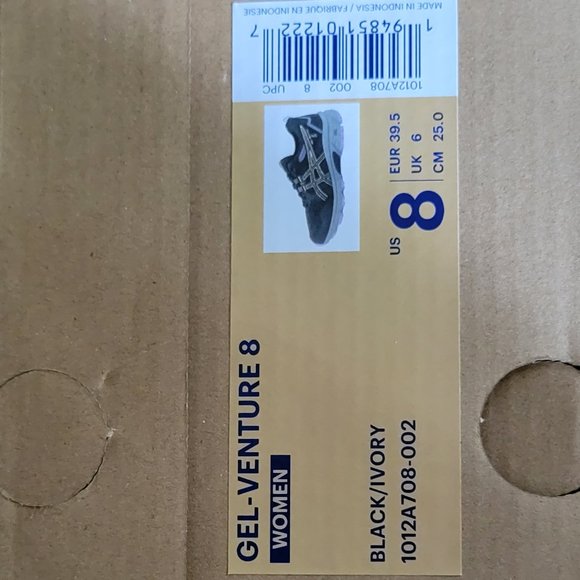 GEL-VENTURE 8
WOMEN
BLACK/IVORY
1012A708-002
US 8
EUR 39.5
UK 6
CM 25.0
1012A708 002 8 UPC
1 94851 01222 7
MADE IN INDONESIA / FABRIQUE EN INDONESIE